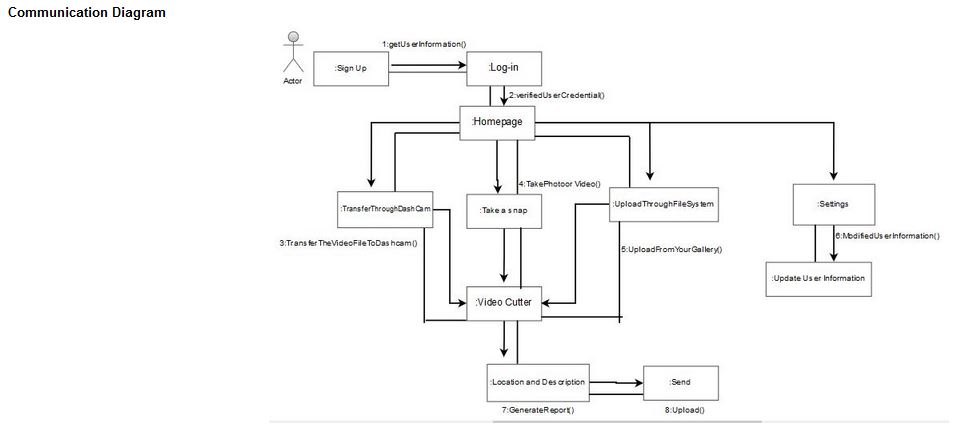 Communication Diagram
1:getUserInformation()
:Sign Up
:Log-in
Actor
2:verifiedUserCredential()
:Homepage
4:TakePhotoor Video()
:TransferThroughDashCam
:Take a snap
:UploadThroughFileSystem
:Settings
3:TransferTheVideoFileToDashcam()
5:UploadFromYourGallery()
6:ModifiedUserInformation()
:Update User Information
:Video Cutter
:Location and Description
:Send
7:GenerateReport()
8:Upload()